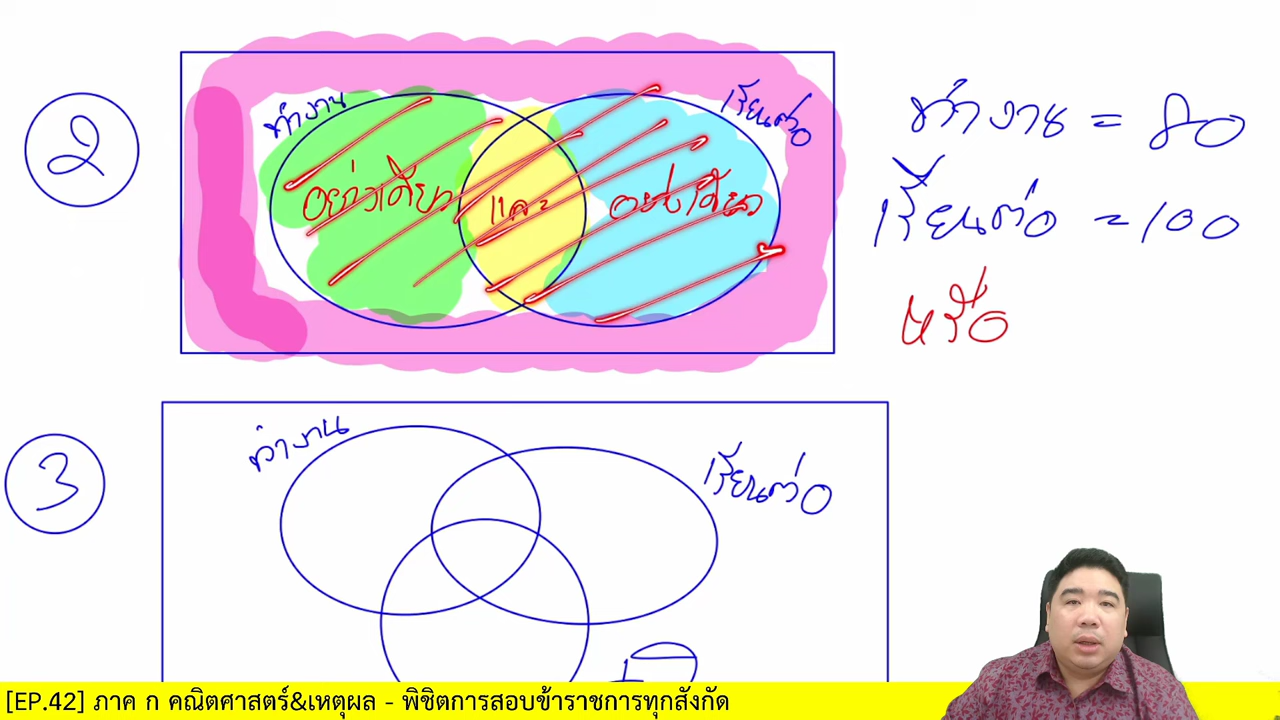 2
ทำงาน
เรียนต่อ
อย่างเดียว และ อย่างเดียว
ทำงาน = 80
เรียนต่อ = 100
หรือ
3
ทำงาน
เรียนต่อ
[EP.42] ภาค ก คณิตศาสตร์&เหตุผล - พิชิตการสอบข้าราชการทุกสังกัด